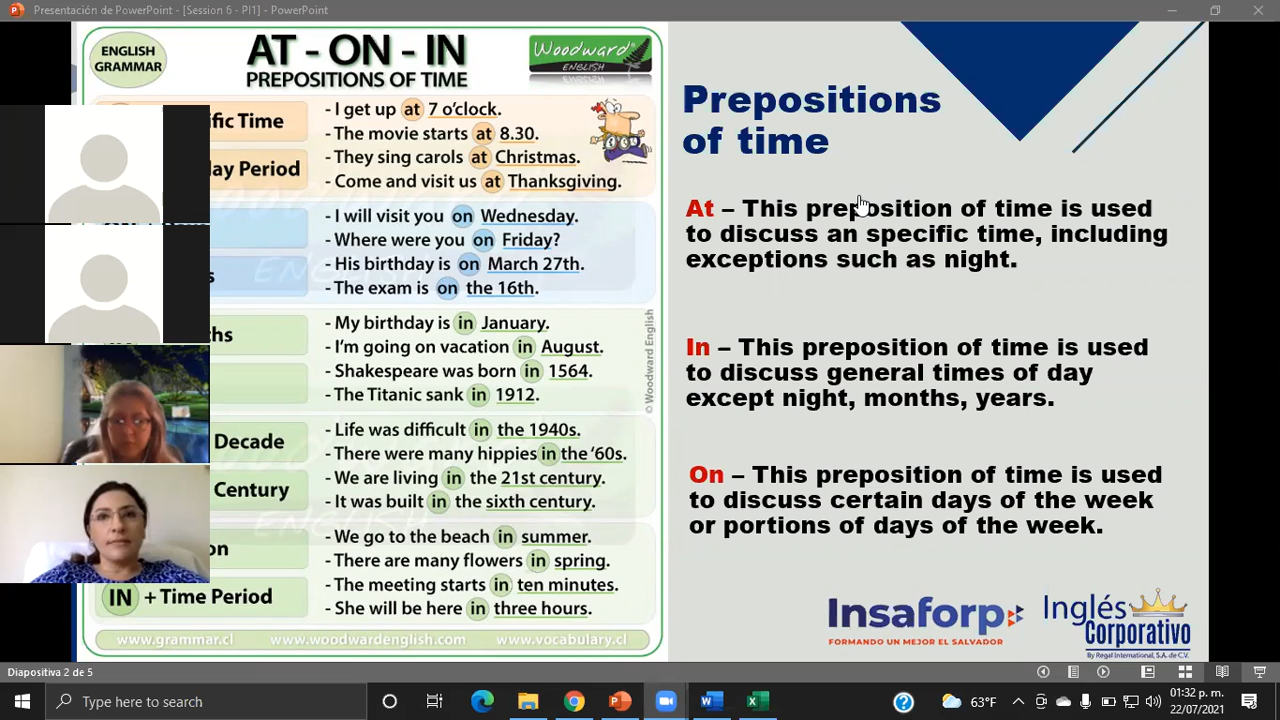 Presentación de PowerPoint - [Session 6 - PI1] - PowerPoint
ENGLISH
GRAMMAR
AT - ON - IN
PREPOSITIONS OF TIME
Woodward
ENGLISH
fic Time
ay Period
- I get up at 7 o'clock.
- The movie starts at 8.30.
- They sing carols at Christmas.
- Come and visit us at Thanksgiving.
s
- I will visit you on Wednesday.
- Where were you on Friday?
- His birthday is on March 27th.
- The exam is on the 16th.
hs
- My birthday is in January.
- I'm going on vacation in August.
- Shakespeare was born in 1564.
- The Titanic sank in 1912.
Decade
Century
- Life was difficult in the 1940s.
- There were many hippies in the '60s.
- We are living in the 21st century.
- It was built in the sixth century.
on
IN + Time Period
- We go to the beach in summer.
- There are many flowers in spring.
- The meeting starts in ten minutes.
- She will be here in three hours.
© Woodward English
www.grammar.cl www.woodwardenglish.com www.vocabulary.cl
Prepositions
of time
At – This preposition of time is used
to discuss an specific time, including
exceptions such as night.
In – This preposition of time is used
to discuss general times of day
except night, months, years.
On – This preposition of time is used
to discuss certain days of the week
or portions of days of the week.
Insaforp
FORMANDO UN MEJOR EL SALVADOR
Inglés
Corporativo
By Regal International, S.A. de C.V.
Diapositiva 2 de 5
Type here to search
63°F
01:32 p. m.
22/07/2021